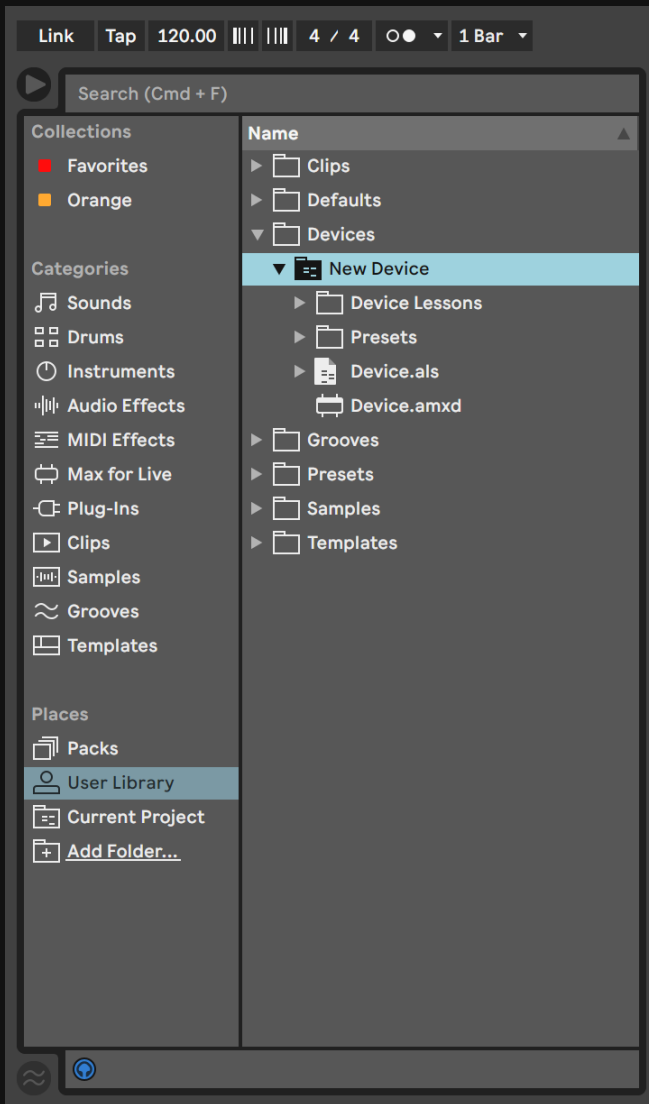 Link Tap 120.00 4 / 4 1 Bar
Search (Cmd + F)
Collections
Favorites
Orange
Categories
Sounds
Drums
Instruments
Audio Effects
MIDI Effects
Max for Live
Plug-Ins
Clips
Samples
Grooves
Templates
Places
Packs
User Library
Current Project
Add Folder...
Name
Clips
Defaults
Devices
New Device
Device Lessons
Presets
Device.als
Device.amxd
Grooves
Presets
Samples
Templates